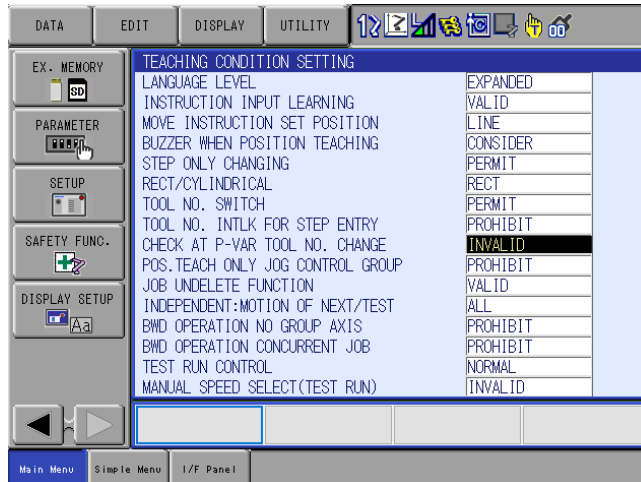 DATA EDIT DISPLAY UTILITY
EX. MEMORY
SD
PARAMETER
SETUP
SAFETY FUNC.
DISPLAY SETUP
Aa
TEACHING CONDITION SETTING
LANGUAGE LEVEL EXPANDED
INSTRUCTION INPUT LEARNING VALID
MOVE INSTRUCTION SET POSITION LINE
BUZZER WHEN POSITION TEACHING CONSIDER
STEP ONLY CHANGING PERMIT
RECT/CYLINDRICAL RECT
TOOL NO. SWITCH PERMIT
TOOL NO. INTLK FOR STEP ENTRY PROHIBIT
CHECK AT P-VAR TOOL NO. CHANGE INVALID
POS.TEACH ONLY JOG CONTROL GROUP PROHIBIT
JOB UNDELETE FUNCTION VALID
INDEPENDENT:MOTION OF NEXT/TEST ALL
BWD OPERATION NO GROUP AXIS PROHIBIT
BWD OPERATION CONCURRENT JOB PROHIBIT
TEST RUN CONTROL NORMAL
MANUAL SPEED SELECT(TEST RUN) INVALID
Main Menu Simple Menu I/F Panel